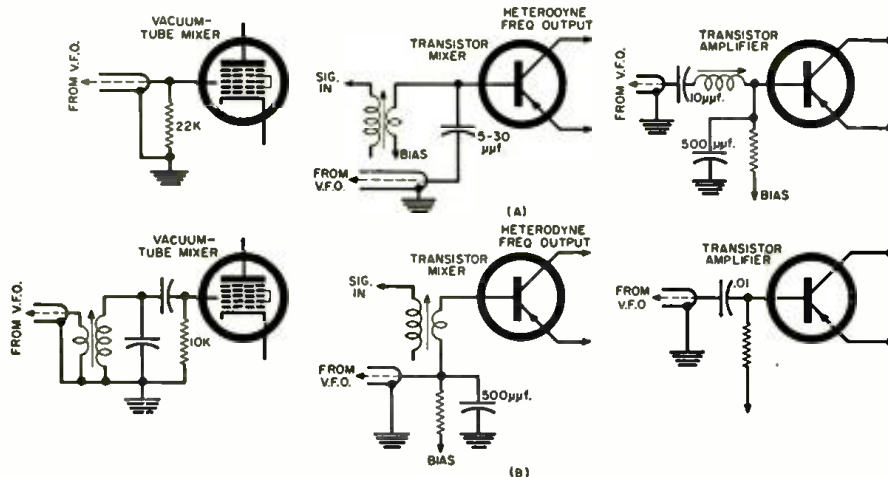 VACUUM-
TUBE MIXER
FROM V.F.O.
22K
HETERODYNE
FREQ OUTPUT
TRANSISTOR
MIXER
SIG.
IN
BIAS
5-30
µµf.
FROM
V.F.O.
(A)
TRANSISTOR
AMPLIFIER
FROM V.F.O.
10µµf.
500µµf.
BIAS
VACUUM-
TUBE MIXER
FROM V.F.O.
10K
HETERODYNE
FREQ OUTPUT
TRANSISTOR
MIXER
SIG.
IN
FROM
V.F.O.
500µµf.
BIAS
(B)
TRANSISTOR
AMPLIFIER
.01
FROM
V.F.O